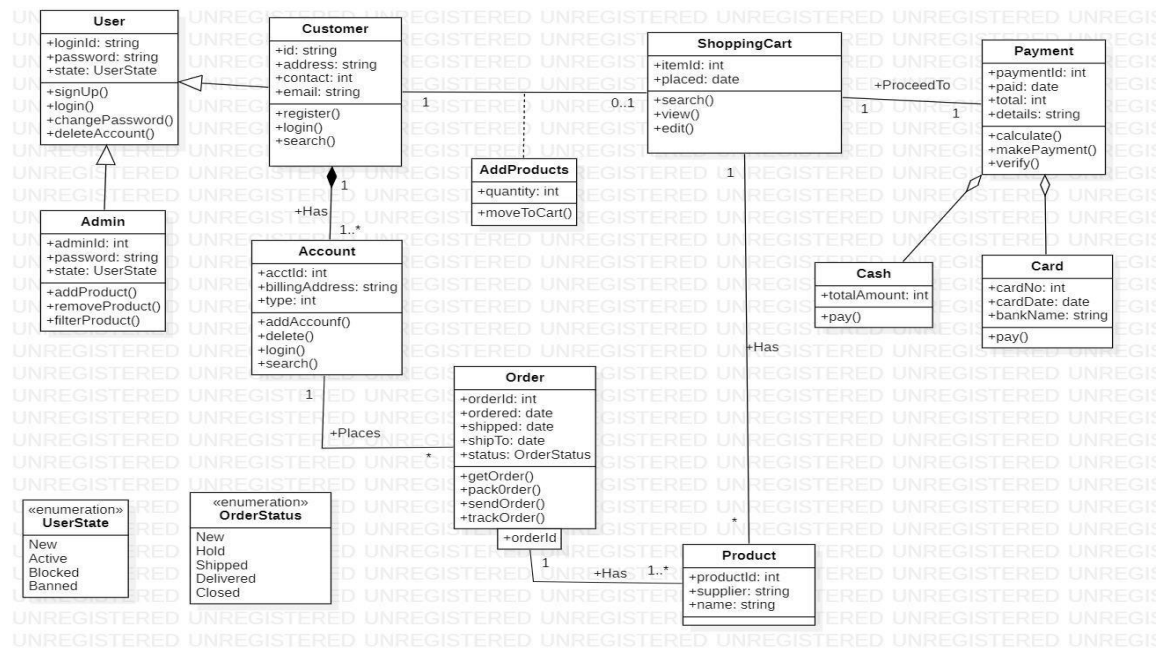 User
+loginId: string
+password: string
+state: UserState
+signUp()
+login()
+changePassword()
+deleteAccount()
Customer
+id: string
+address: string
+contact: int
+email: string
+register()
+login()
+search()
1
0..1
ShoppingCart
+itemId: int
+placed: date
+search()
+view()
+edit()
+ProceedTo
1
1
Payment
+paymentId: int
+paid: date
+total: int
+details: string
+calculate()
+makePayment()
+verify()
AddProducts
+quantity: int
+moveToCart()
1
+Has
1..*
Admin
+adminId: int
+password: string
+state: UserState
+addProduct()
+removeProduct()
+filterProduct()
Account
+acctId: int
+billingAddress: string
+type: int
+addAccounf()
+delete()
+login()
+search()
Cash
+totalAmount: int
+pay()
Card
+cardNo: int
+cardDate: date
+bankName: string
+pay()
1
+Has
*
1
+Places
*
Order
+orderId: int
+ordered: date
+shipped: date
+shipTo: date
+status: OrderStatus
+getOrder()
+pack0rder()
+sendOrder()
+trackOrder()
+orderId
1
+Has
1..*
Product
+productId: int
+supplier: string
+name: string
«enumeration»
UserState
New
Active
Blocked
Banned
«enumeration»
OrderStatus
New
Hold
Shipped
Delivered
Closed
UNREGISTERED